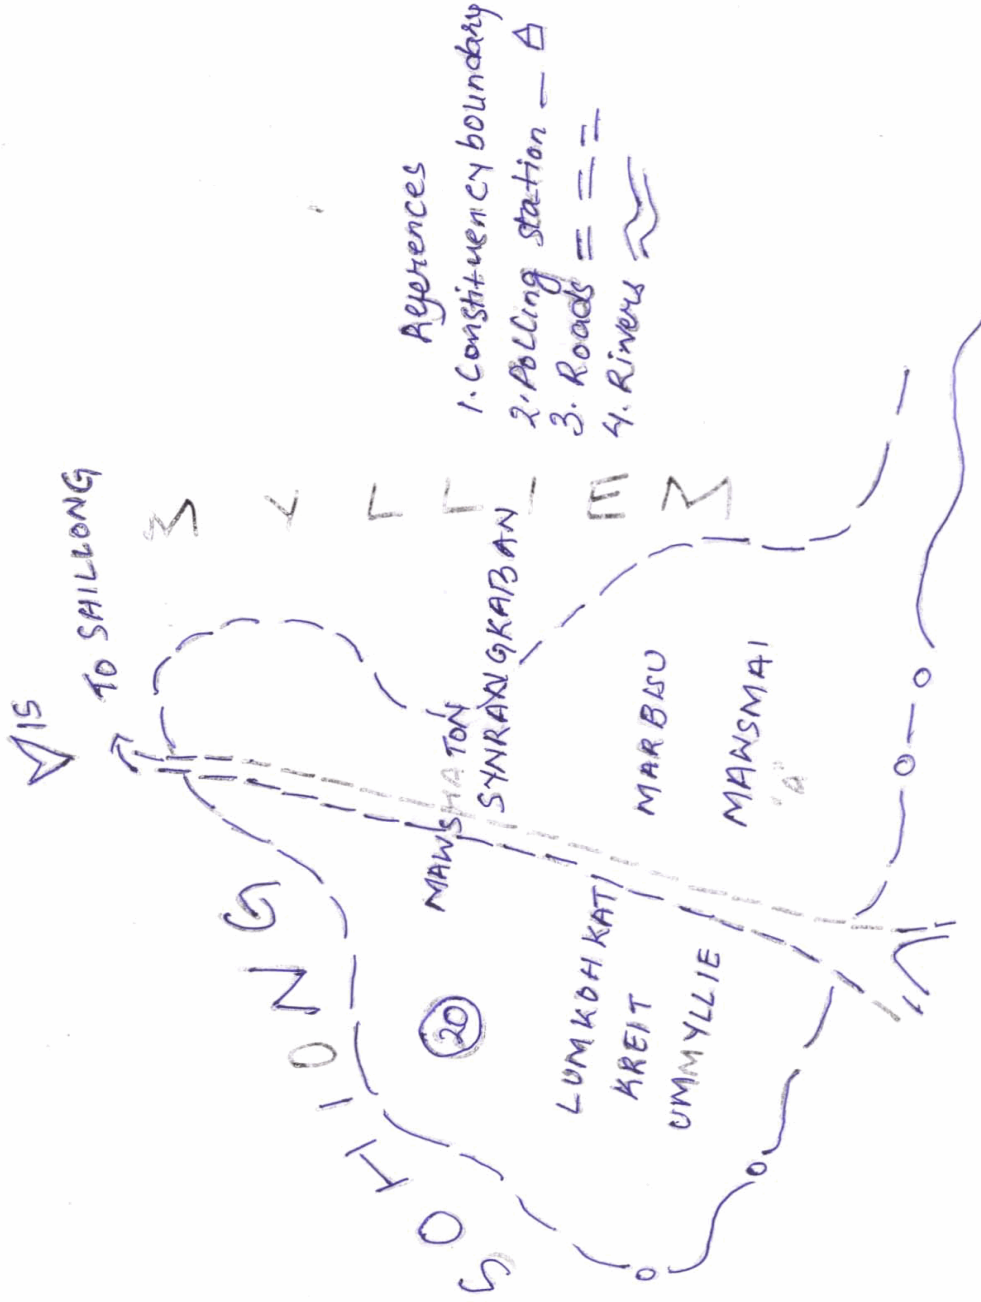 15
TO SHILLONG
MYLLIEM
SOHIONG
MAWSHATON
SYNRANGKABAN
20
LUMKOH KATI
KREIT
UMMYLLIE
MARBISU
MAWSMAI
"A"
References
1. Constituency boundary
2. Polling station —
3. Roads = = =
4. Rivers